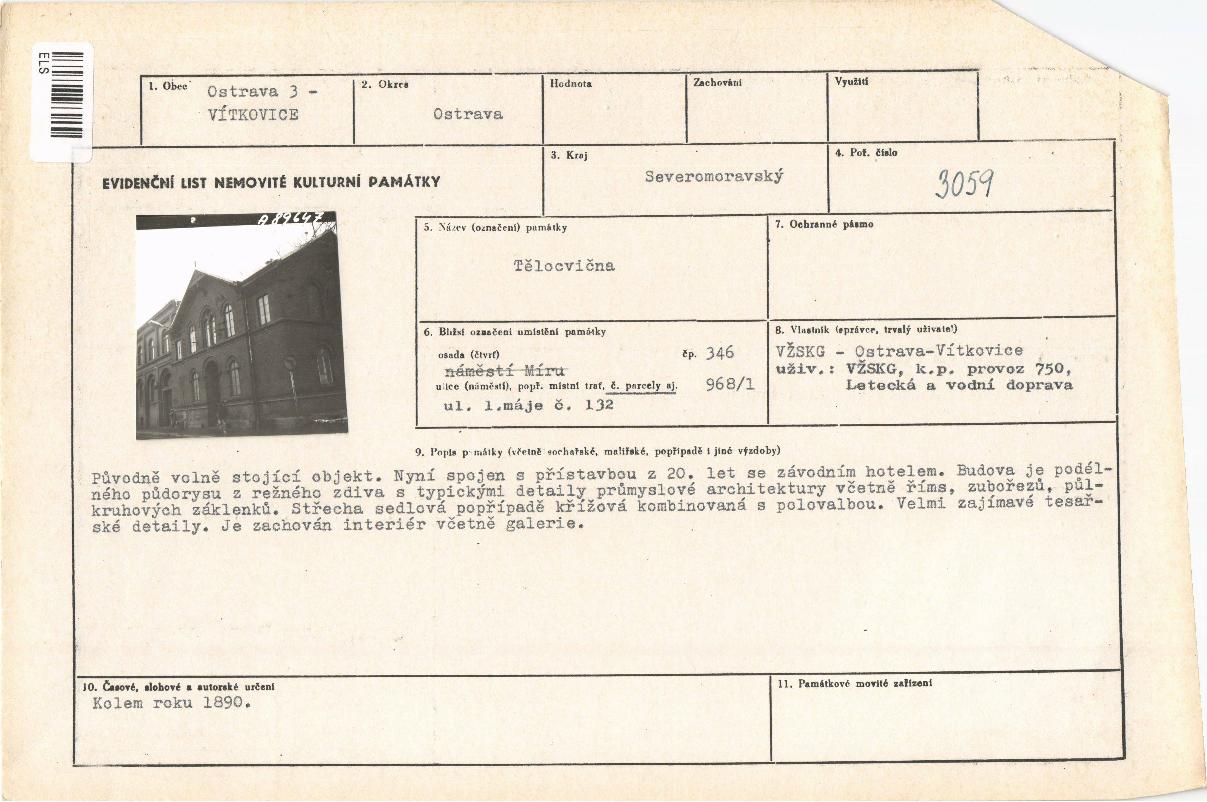 ELS
1. Obec Ostrava 3 -
VÍTKOVICE
2. Okres
Ostrava
Hodnota
Zachování
Využití
EVIDENČNÍ LIST NEMOVITÉ KULTURNÍ PAMÁTKY
3. Kraj
Severomoravský
4. Poř. číslo
3059
A89647
5. Název (označení) památky
Tělocvična
7. Ochranné pásmo
6. Bližší označení umístění památky
osada (čtvrť) čp. 346
náměstí Míru
ulice (náměstí), popř. místní trať, č. parcely aj. 968/1
ul. 1.máje č. 132
8. Vlastník (správce, trvalý uživatel)
VŽSKG - Ostrava-Vítkovice
uživ.: VŽSKG, k.p. provoz 750,
Letecká a vodní doprava
9. Popis památky (včetně sochařské, malířské, popřípadě i jiné výzdoby)
Původně volně stojící objekt. Nyní spojen s přístavbou z 20. let se závodním hotelem. Budova je podél-
ného půdorysu z režného zdiva s typickými detaily průmyslové architektury včetně říms, zubořezů, půl-
kruhových záklenků. Střecha sedlová popřípadě křížová kombinovaná s polovalbou. Velmi zajímavé tesař-
ské detaily. Je zachován interiér včetně galerie.
10. Časové, slohové a autorské určení
Kolem roku 1890.
11. Památkové movité zařízení